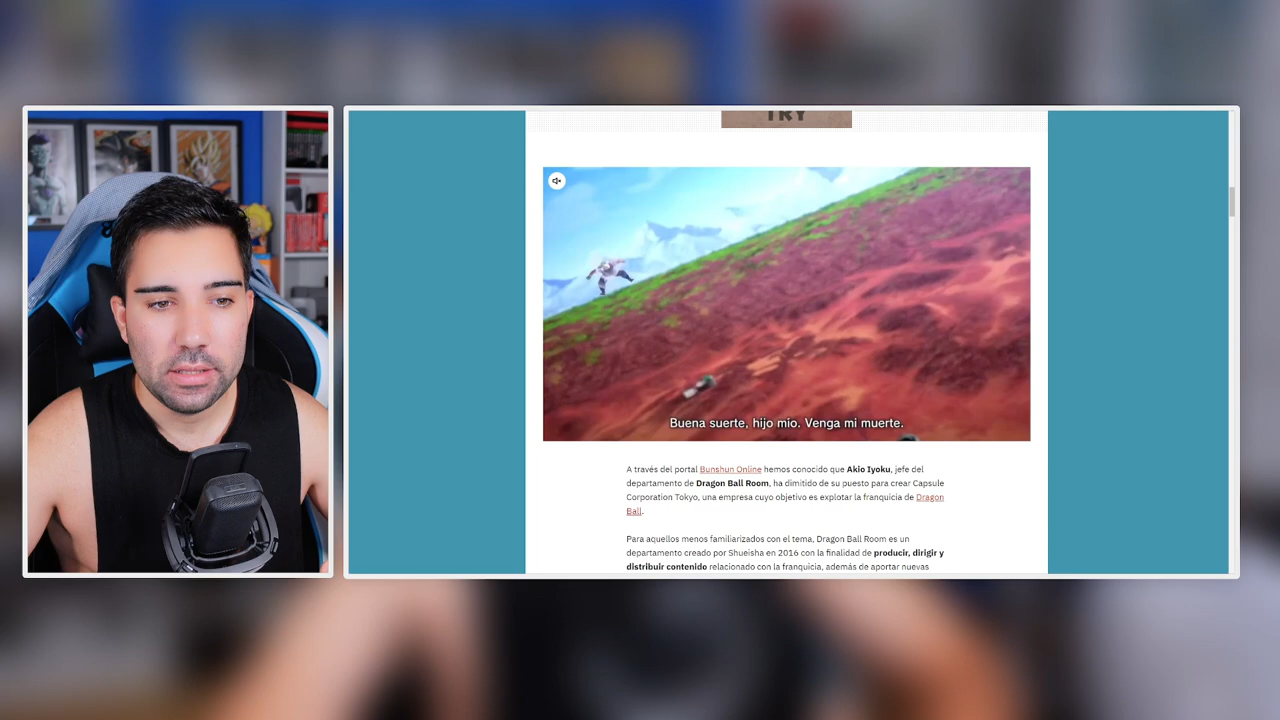 TRY
Buena suerte, hijo mío. Venga mi muerte.
A través del portal Bunshun Online hemos conocido que Akio Iyoku, jefe del
departamento de Dragon Ball Room, ha dimitido de su puesto para crear Capsule
Corporation Tokyo, una empresa cuyo objetivo es explotar la franquicia de Dragon
Ball.
Para aquellos menos familiarizados con el tema, Dragon Ball Room es un
departamento creado por Shueisha en 2016 con la finalidad de producir, dirigir y
distribuir contenido relacionado con la franquicia, además de aportar nuevas